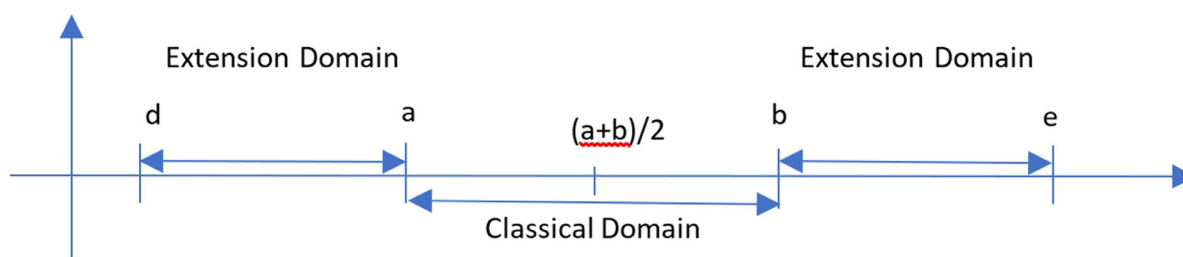 Extension Domain
Extension Domain
d
a
(a+b)/2
b
e
Classical Domain